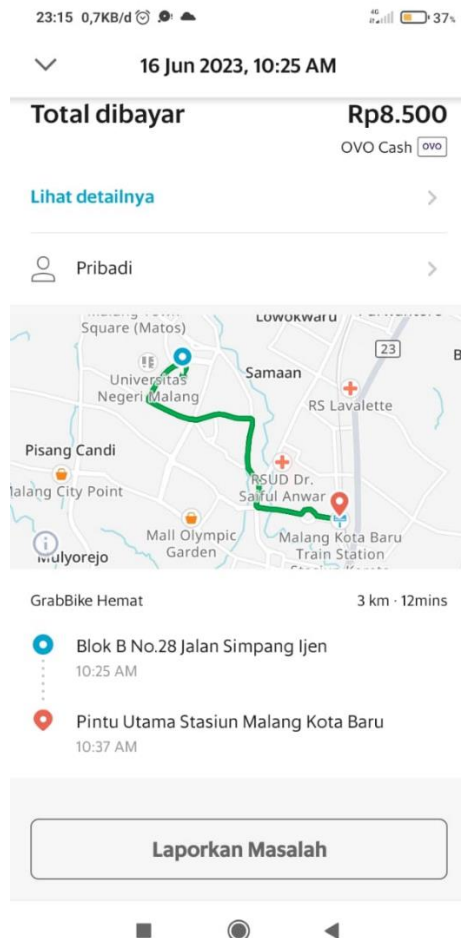 23:15 0,7KB/d
4G
37%
16 Jun 2023, 10:25 AM
Total dibayar Rp8.500
OVO Cash OVO
Lihat detailnya
Pribadi
Square (Matos)
Lowokwaru
23
B
Universitas
Negeri Malang
Samaan
RS Lavalette
Pisang Candi
Malang City Point
RSUD Dr.
Saiful Anwar
Mall Olympic
Garden
Malang Kota Baru
Train Station
Mulyorejo
GrabBike Hemat 3 km · 12mins
Blok B No.28 Jalan Simpang Ijen
10:25 AM
Pintu Utama Stasiun Malang Kota Baru
10:37 AM
Laporkan Masalah